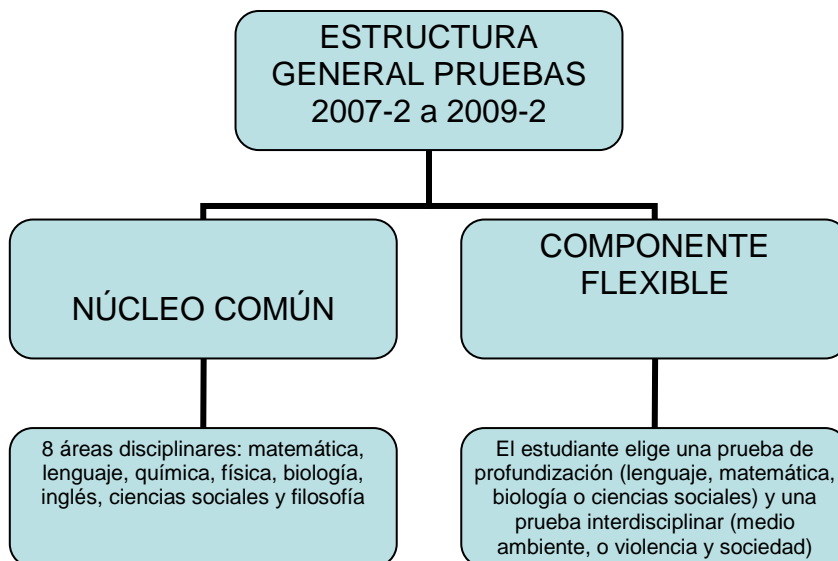 ESTRUCTURA
GENERAL PRUEBAS
2007-2 a 2009-2
NÚCLEO COMÚN
COMPONENTE
FLEXIBLE
8 áreas disciplinares: matemática,
lenguaje, química, física, biología,
inglés, ciencias sociales y filosofía
El estudiante elige una prueba de
profundización (lenguaje, matemática,
biología o ciencias sociales) y una
prueba interdisciplinar (medio
ambiente, o violencia y sociedad)